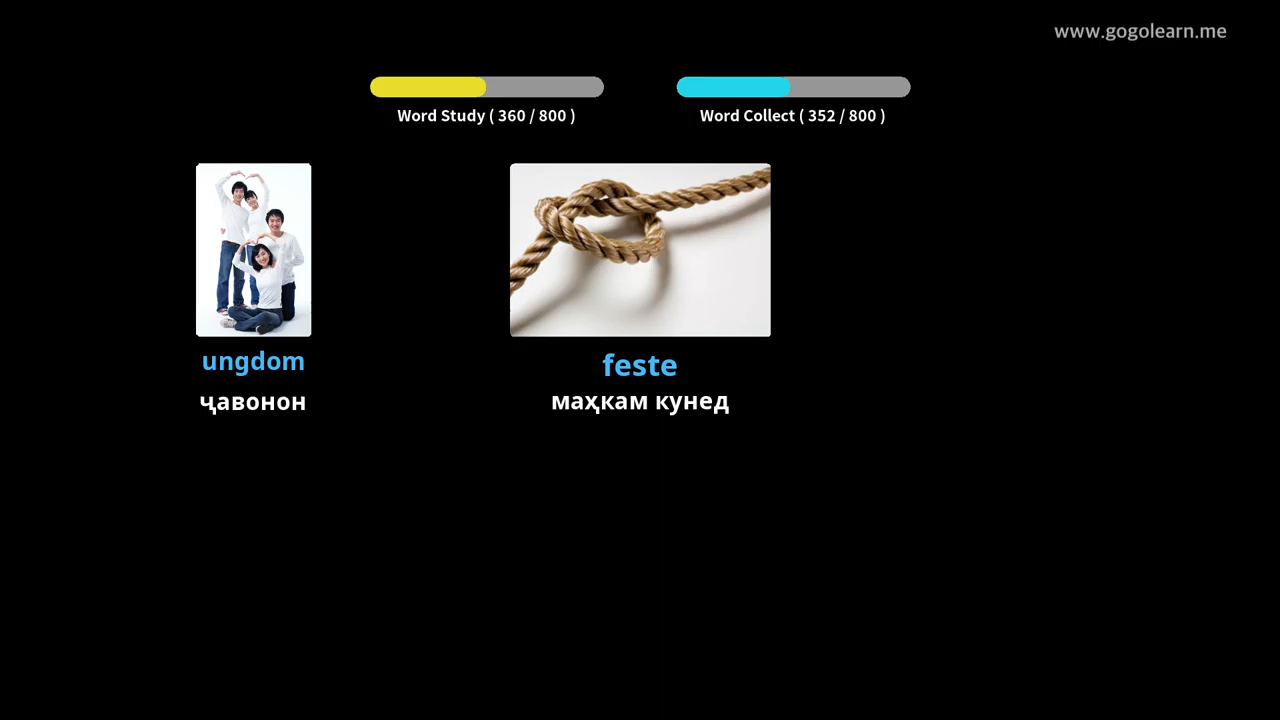 www.gogolearn.me
Word Study ( 360 / 800 )
Word Collect ( 352 / 800 )
ungdom
ҷавонон
feste
маҳкам кунед